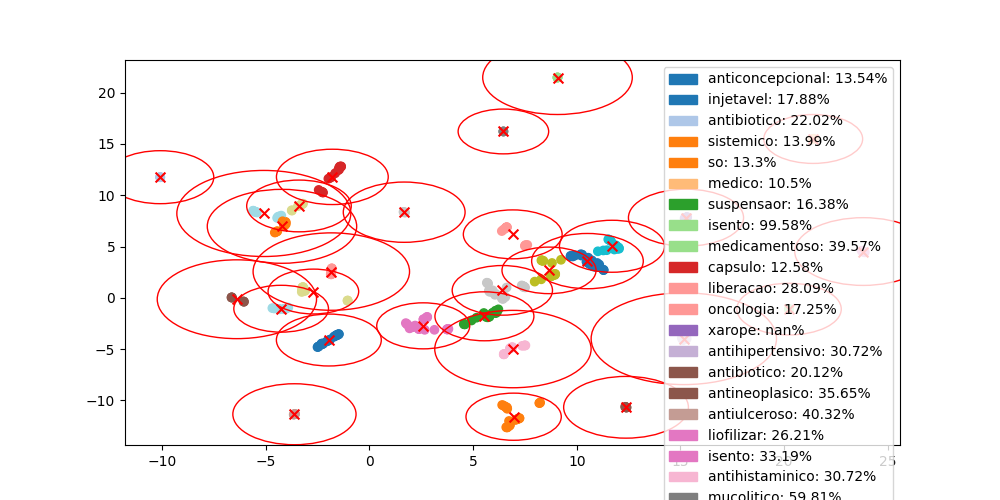 anticoncepcional: 13.54%
injetavel: 17.88%
antibiotico: 22.02%
sistemico: 13.99%
so: 13.3%
medico: 10.5%
suspensaor: 16.38%
isento: 99.58%
medicamentoso: 39.57%
capsulo: 12.58%
liberacao: 28.09%
oncologia: 17.25%
xarope: nan%
antihipertensivo: 30.72%
antibiotico: 20.12%
antineoplasico: 35.65%
antiulceroso: 40.32%
liofilizar: 26.21%
isento: 33.19%
antihistaminico: 30.72%
mucolitico: 59.81%
20
15
10
5
0
−5
−10
−10 −5 0 5 10 15 20 25